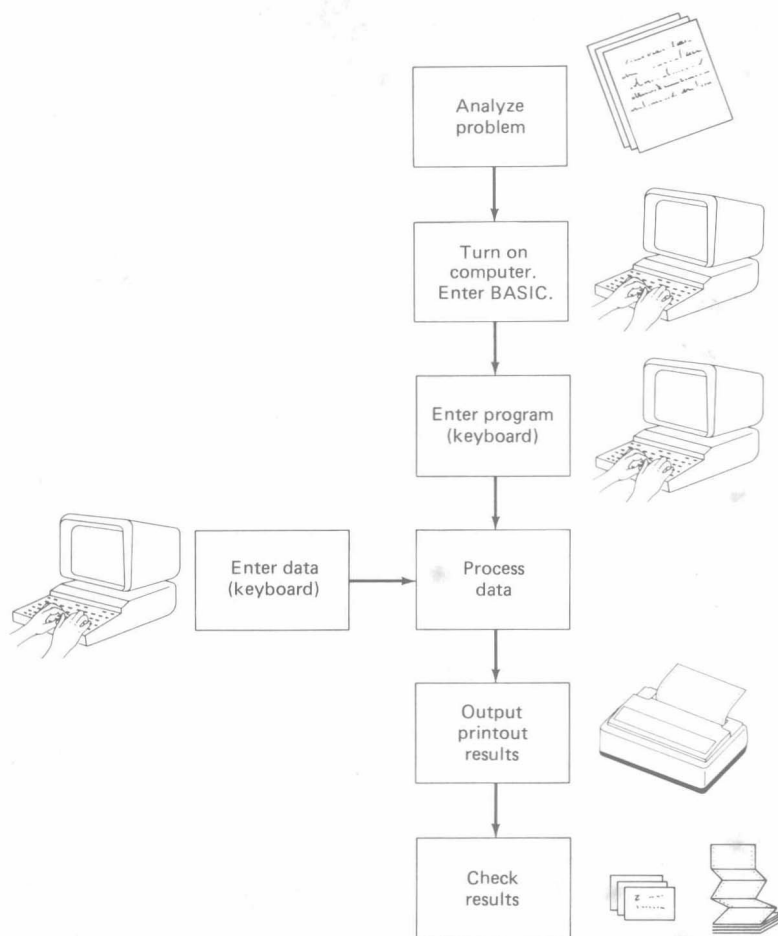 Analyze
problem
Turn on
computer.
Enter BASIC.
Enter program
(keyboard)
Enter data
(keyboard)
Process
data
Output
printout
results
Check
results